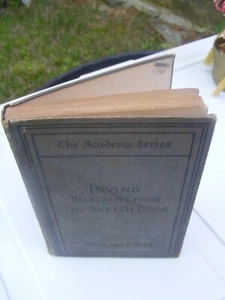 The Academy Series
IRVING
SELECTIONS FROM
THE SKETCH BOOK